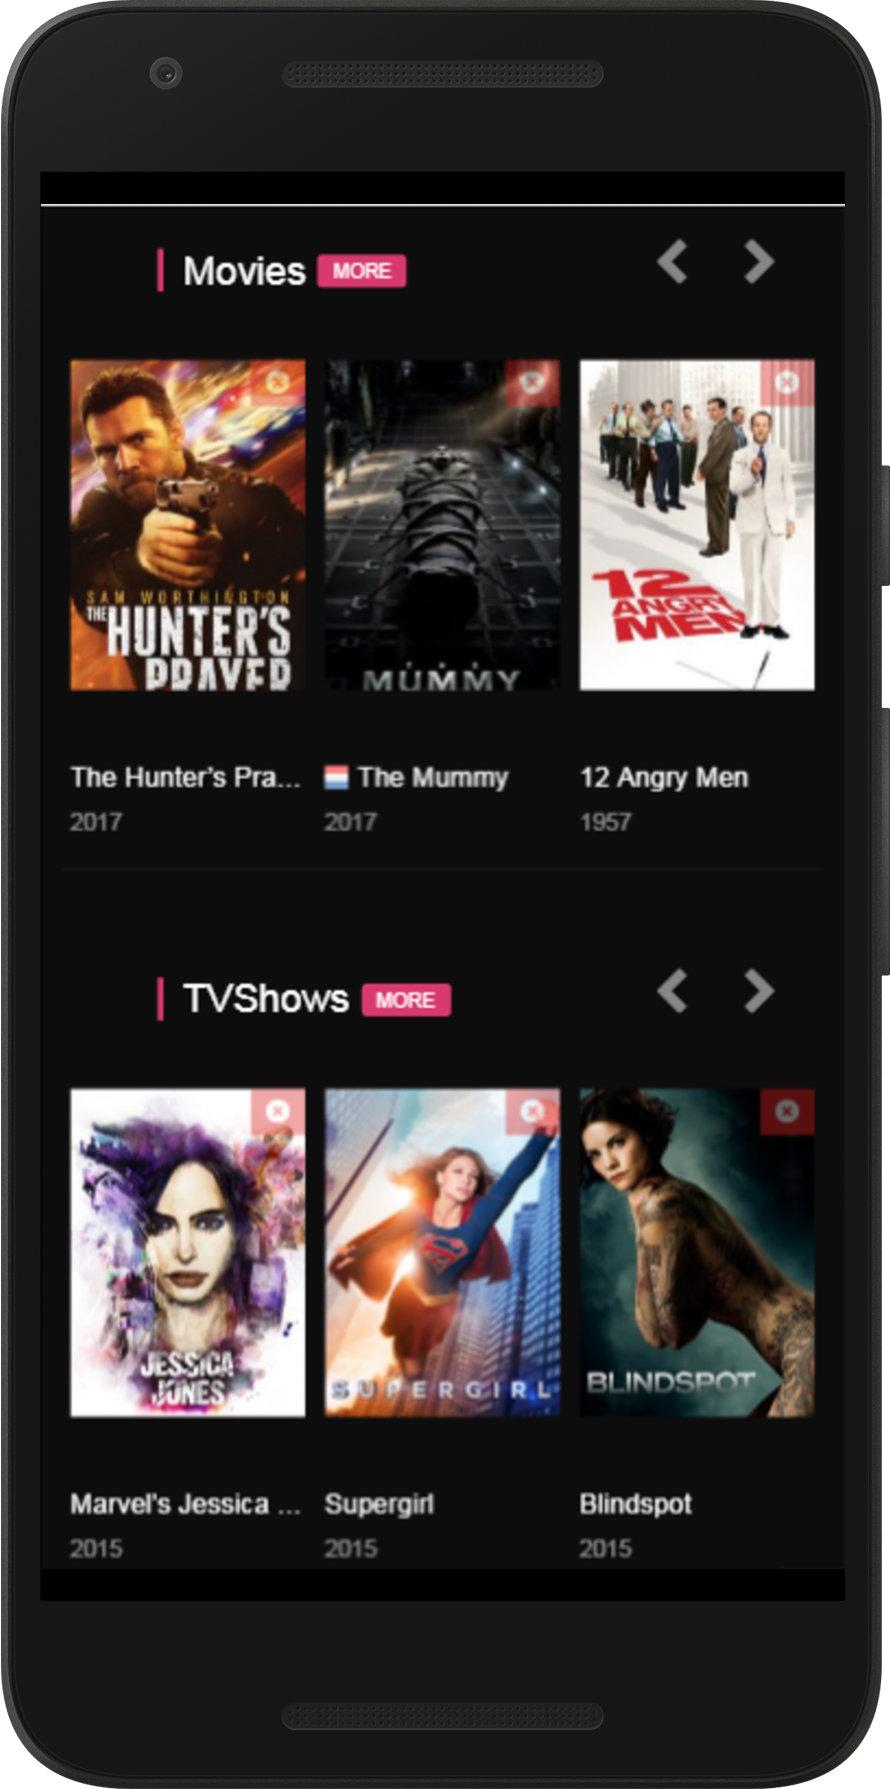 Movies MORE
SAM WORTHINGTON
THE HUNTER'S
PRAYER
THE
MUMMY
12
ANGRY
MEN
The Hunter's Pra...
The Mummy
12 Angry Men
2017
2017
1957
TVShows MORE
JESSICA
JONES
SUPERGIRL
BLINDSPOT
Marvel's Jessica ...
Supergirl
Blindspot
2015
2015
2015